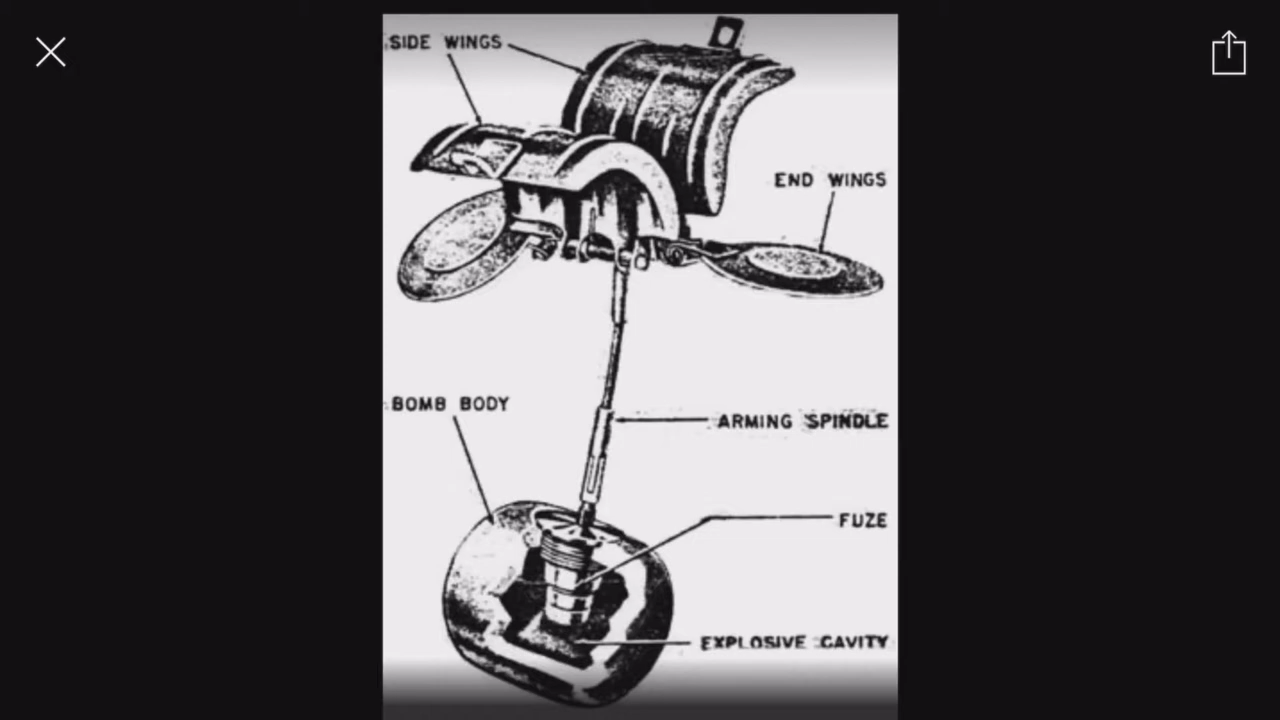 SIDE WINGS
END WINGS
BOMB BODY
ARMING SPINDLE
FUZE
EXPLOSIVE CAVITY